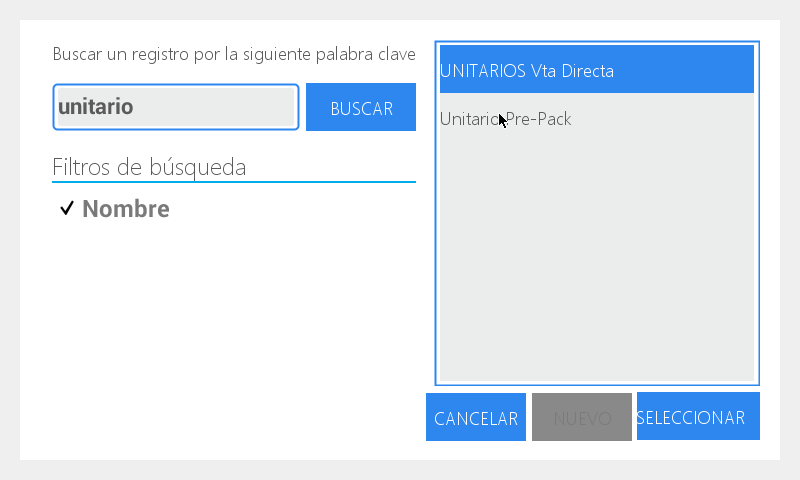 Buscar un registro por la siguiente palabra clave
unitario
BUSCAR
Filtros de búsqueda
Nombre
UNITARIOS Vta Directa
Unitario Pre-Pack
CANCELAR
NUEVO
SELECCIONAR